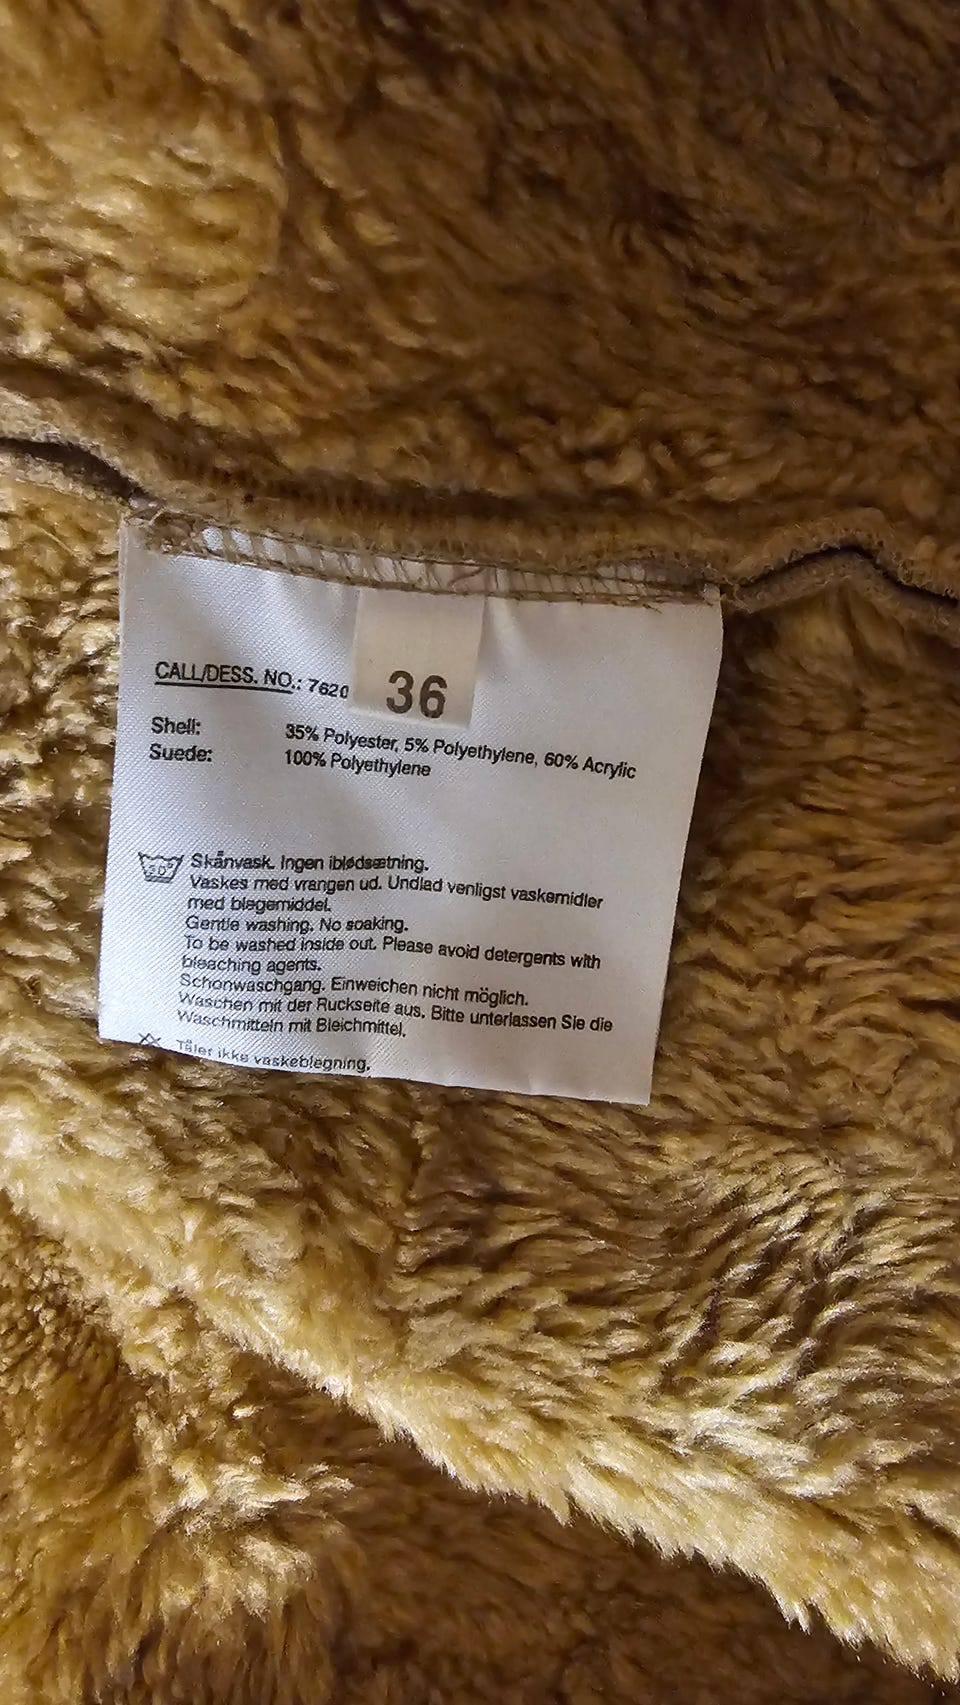 36
CALL/DESS. NO.: 7620
Shell: 35% Polyester, 5% Polyethylene, 60% Acrylic
Suede: 100% Polyethylene
30°
Skånvask. Ingen iblødsætning.
Vaskes med vrangen ud. Undlad venligst vaskemidler
med blegemiddel.
Gentle washing. No soaking.
To be washed inside out. Please avoid detergents with
bleaching agents.
Schonwaschgang. Einweichen nicht möglich.
Waschen mit der Ruckseite aus. Bitte unterlassen Sie die
Waschmitteln mit Bleichmittel.
Tåler ikke vaskeblegning.